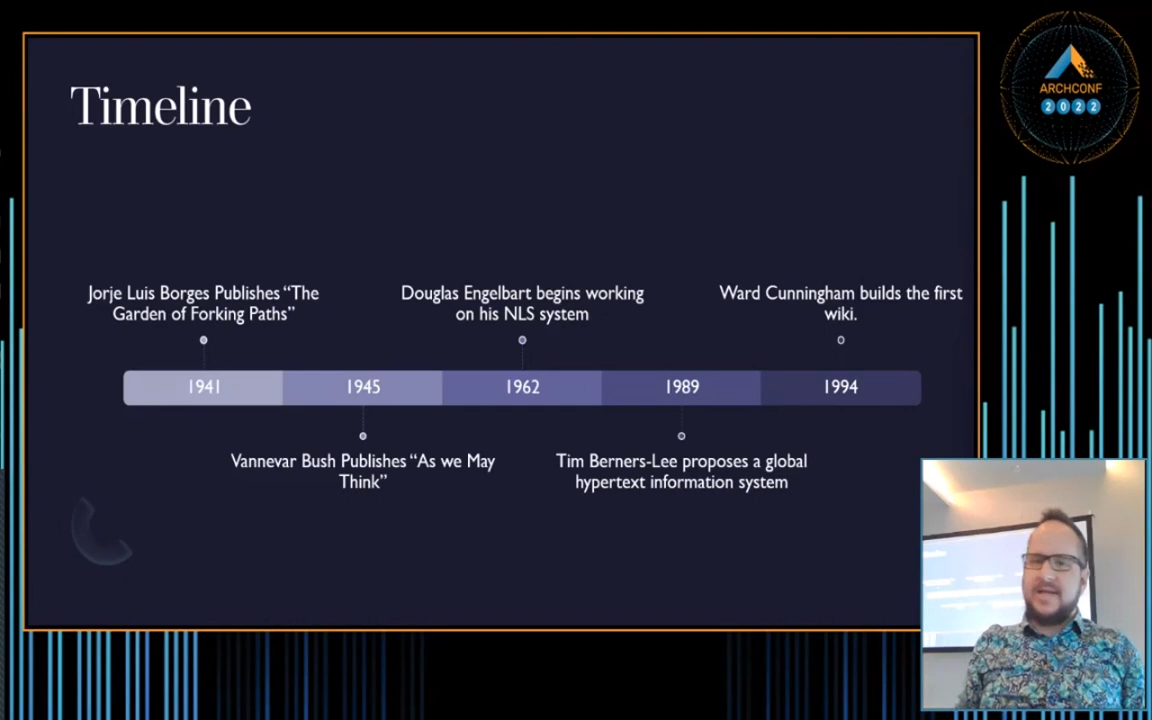 Timeline
ARCHCONF
2022
Jorje Luis Borges Publishes “The
Garden of Forking Paths”
Douglas Engelbart begins working
on his NLS system
Ward Cunningham builds the first
wiki.
1941
1945
1962
1989
1994
Vannevar Bush Publishes “As we May
Think”
Tim Berners-Lee proposes a global
hypertext information system